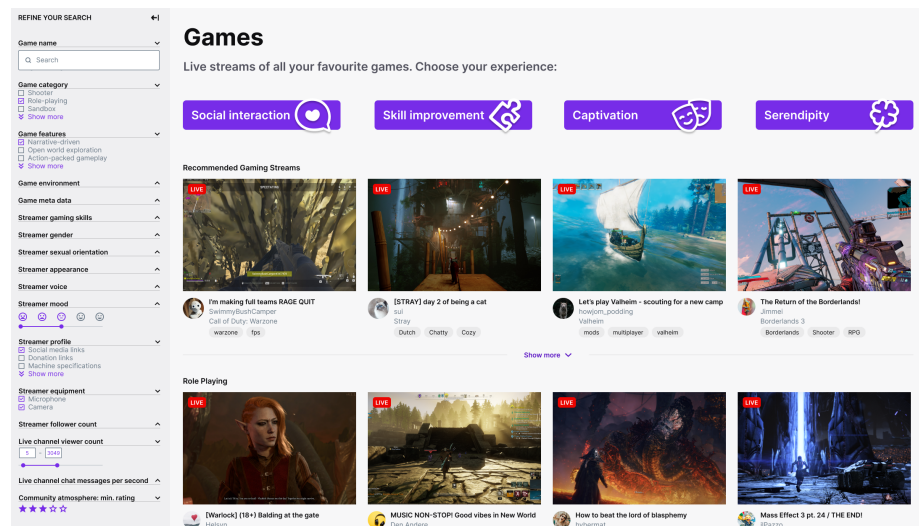 REFINE YOUR SEARCH
Game name
Search
Game category
Shooter
Role-playing
Sandbox
Show more
Game features
Narrative-driven
Open world exploration
Action-packed gameplay
Show more
Game environment
Game meta data
Streamer gaming skills
Streamer gender
Streamer sexual orientation
Streamer appearance
Streamer voice
Streamer mood
Streamer profile
Social media links
Donation links
Machine specifications
Show more
Streamer equipment
Microphone
Camera
Streamer follower count
Live channel viewer count
5 - 3049
Live channel chat messages per second
Community atmosphere: min. rating
Games
Live streams of all your favourite games. Choose your experience:
Social interaction
Skill improvement
Captivation
Serendipity
Recommended Gaming Streams
LIVE
I'm making full teams RAGE QUIT
SwimmyBushCamper
Call of Duty: Warzone
warzone fps
LIVE
[STRAY] day 2 of being a cat
sui
Stray
Dutch Chatty Cozy
LIVE
Let's play Valheim - scouting for a new camp
howjom_podding
Valheim
mods multiplayer valheim
LIVE
The Return of the Borderlands!
Jimmei
Borderlands 3
Borderlands Shooter RPG
Show more
Role Playing
LIVE
[Warlock] (18+) Balding at the gate
Helsyn
LIVE
MUSIC NON-STOP! Good vibes in New World
Den Andere
LIVE
How to beat the lord of blasphemy
LIVE
Mass Effect 3 pt. 24 / THE END!